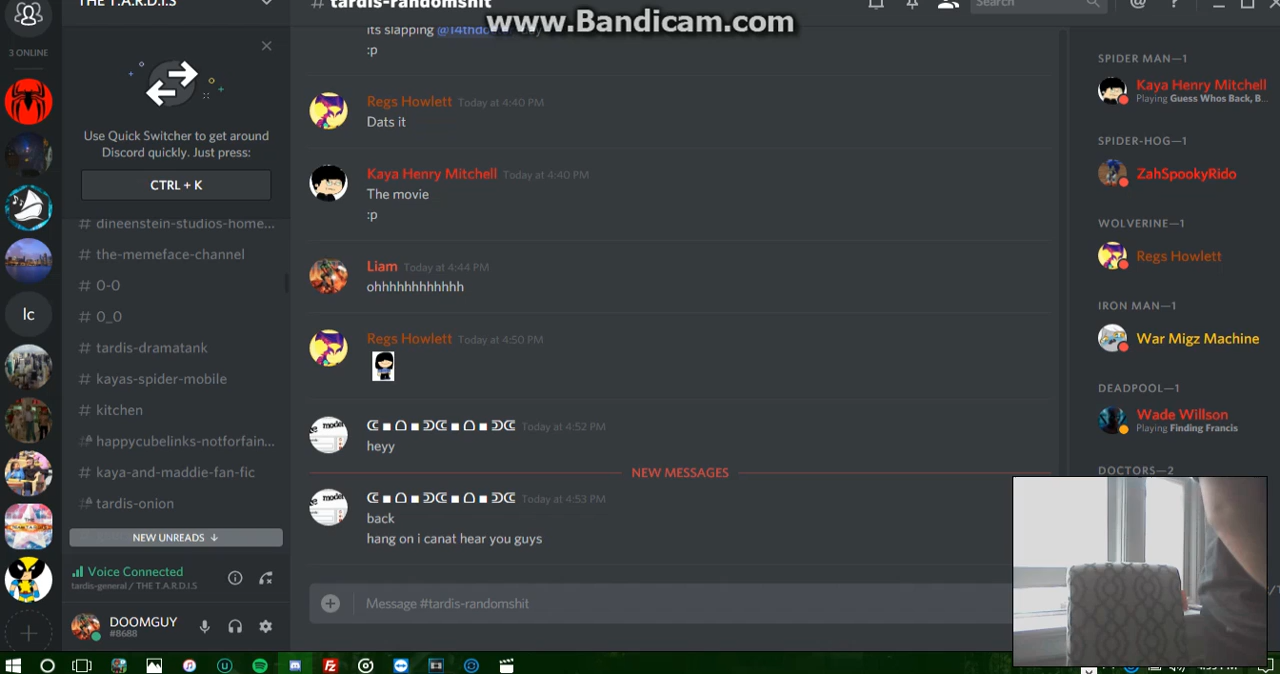 THE T.A.R.D.I.S
# tardis-randomshit
Search
www.Bandicam.com
3 ONLINE
lc
Use Quick Switcher to get around
Discord quickly. Just press:
CTRL + K
# dineenstein-studios-home...
# the-memeface-channel
# 0-0
# 0_0
# tardis-dramatank
# kayas-spider-mobile
# kitchen
# happycubelinks-notforfain...
# kaya-and-maddie-fan-fic
# tardis-onion
NEW UNREADS ↓
Voice Connected
tardis-general / THE T.A.R.D.I.S
DOOMGUY
#8688
its slapping
:p
Regs Howlett Today at 4:40 PM
Dats it
Kaya Henry Mitchell Today at 4:40 PM
The movie
:p
Liam Today at 4:44 PM
ohhhhhhhhhhh
Regs Howlett Today at 4:50 PM
Today at 4:52 PM
heyy
NEW MESSAGES
Today at 4:53 PM
back
hang on i canat hear you guys
Message #tardis-randomshit
SPIDER MAN—1
Kaya Henry Mitchell
Playing Guess Whos Back, B...
SPIDER-HOG—1
ZahSpookyRido
WOLVERINE—1
Regs Howlett
IRON MAN—1
War Migz Machine
DEADPOOL—1
Wade Willson
Playing Finding Francis
DOCTORS—2